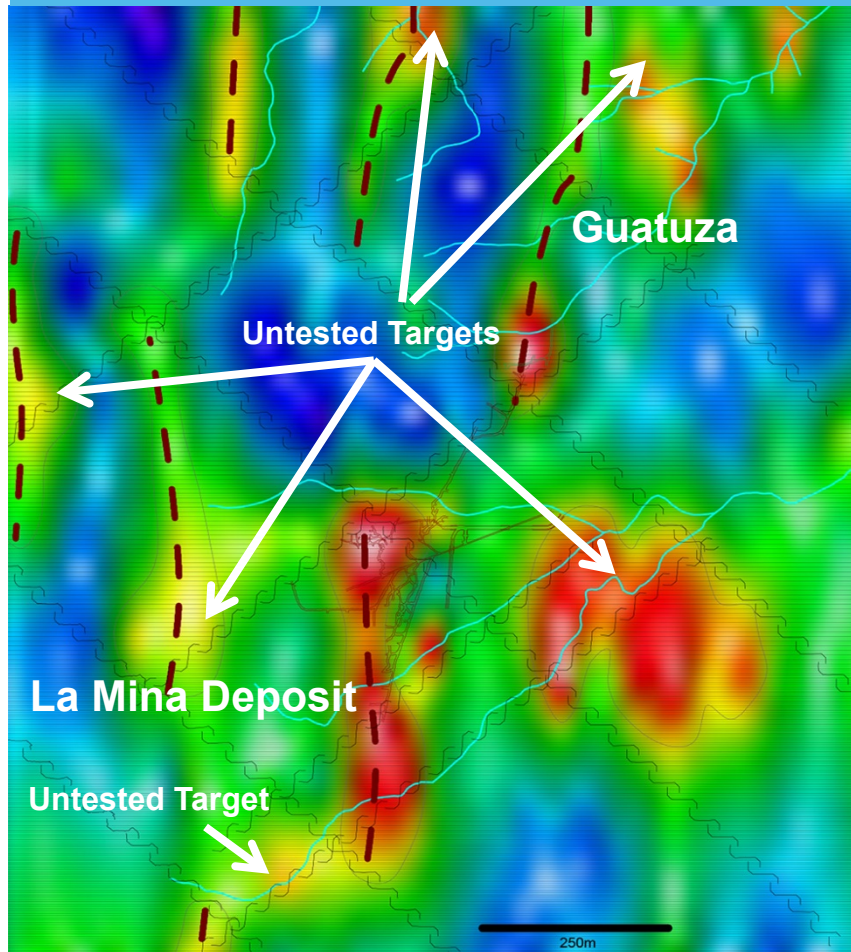 Guatuza
Untested Targets
La Mina Deposit
Untested Target
250m